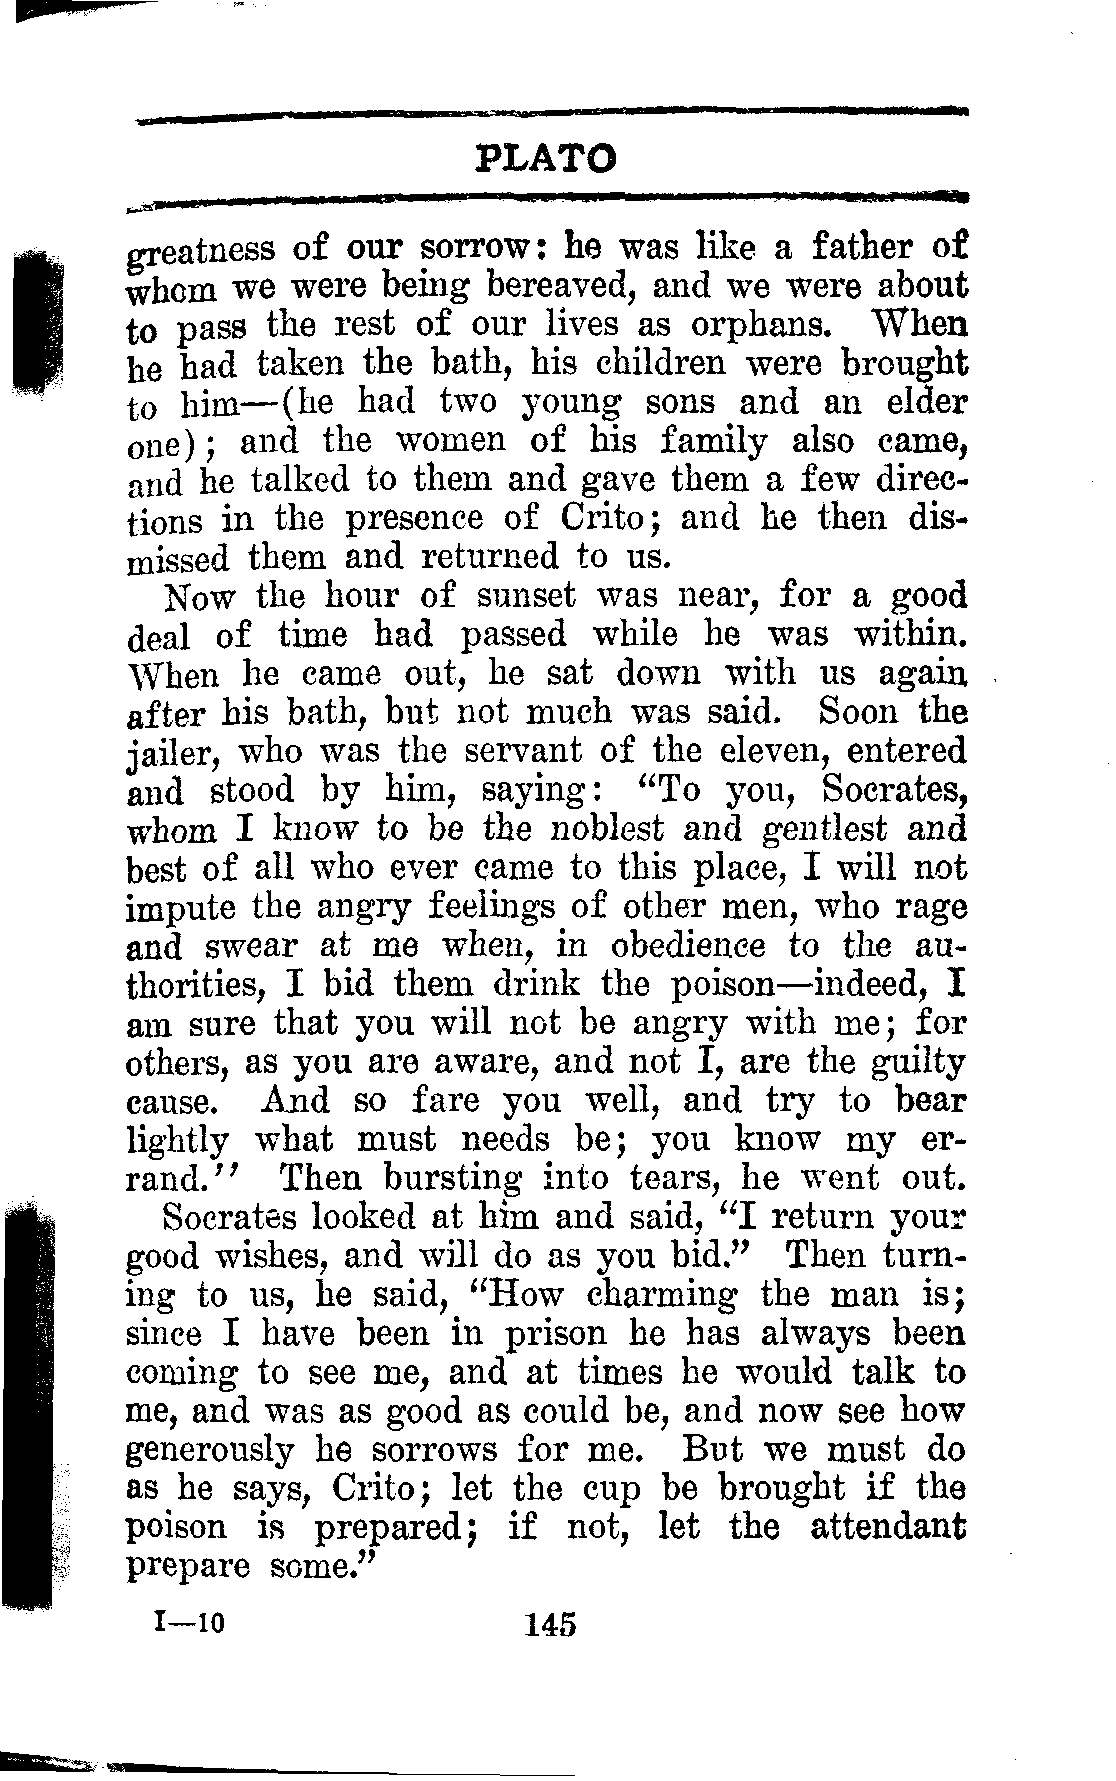 PLATO
greatness of our sorrow: he was like a father of
whom we were being bereaved, and we were about
to pass the rest of our lives as orphans. When
he had taken the bath, his children were brought
to him—(he had two young sons and an elder
one); and the women of his family also came,
and he talked to them and gave them a few direc-
tions in the presence of Crito; and he then dis-
missed them and returned to us.
Now the hour of sunset was near, for a good
deal of time had passed while he was within.
When he came out, he sat down with us again
after his bath, but not much was said. Soon the
jailer, who was the servant of the eleven, entered
and stood by him, saying: "To you, Socrates,
whom I know to be the noblest and gentlest and
best of all who ever came to this place, I will not
impute the angry feelings of other men, who rage
and swear at me when, in obedience to the au-
thorities, I bid them drink the poison—indeed, I
am sure that you will not be angry with me; for
others, as you are aware, and not I, are the guilty
cause. And so fare you well, and try to bear
lightly what must needs be; you know my er-
rand." Then bursting into tears, he went out.
Socrates looked at him and said, "I return your
good wishes, and will do as you bid." Then turn-
ing to us, he said, "How charming the man is;
since I have been in prison he has always been
coming to see me, and at times he would talk to
me, and was as good as could be, and now see how
generously he sorrows for me. But we must do
as he says, Crito; let the cup be brought if the
poison is prepared; if not, let the attendant
prepare some."
I—10 145